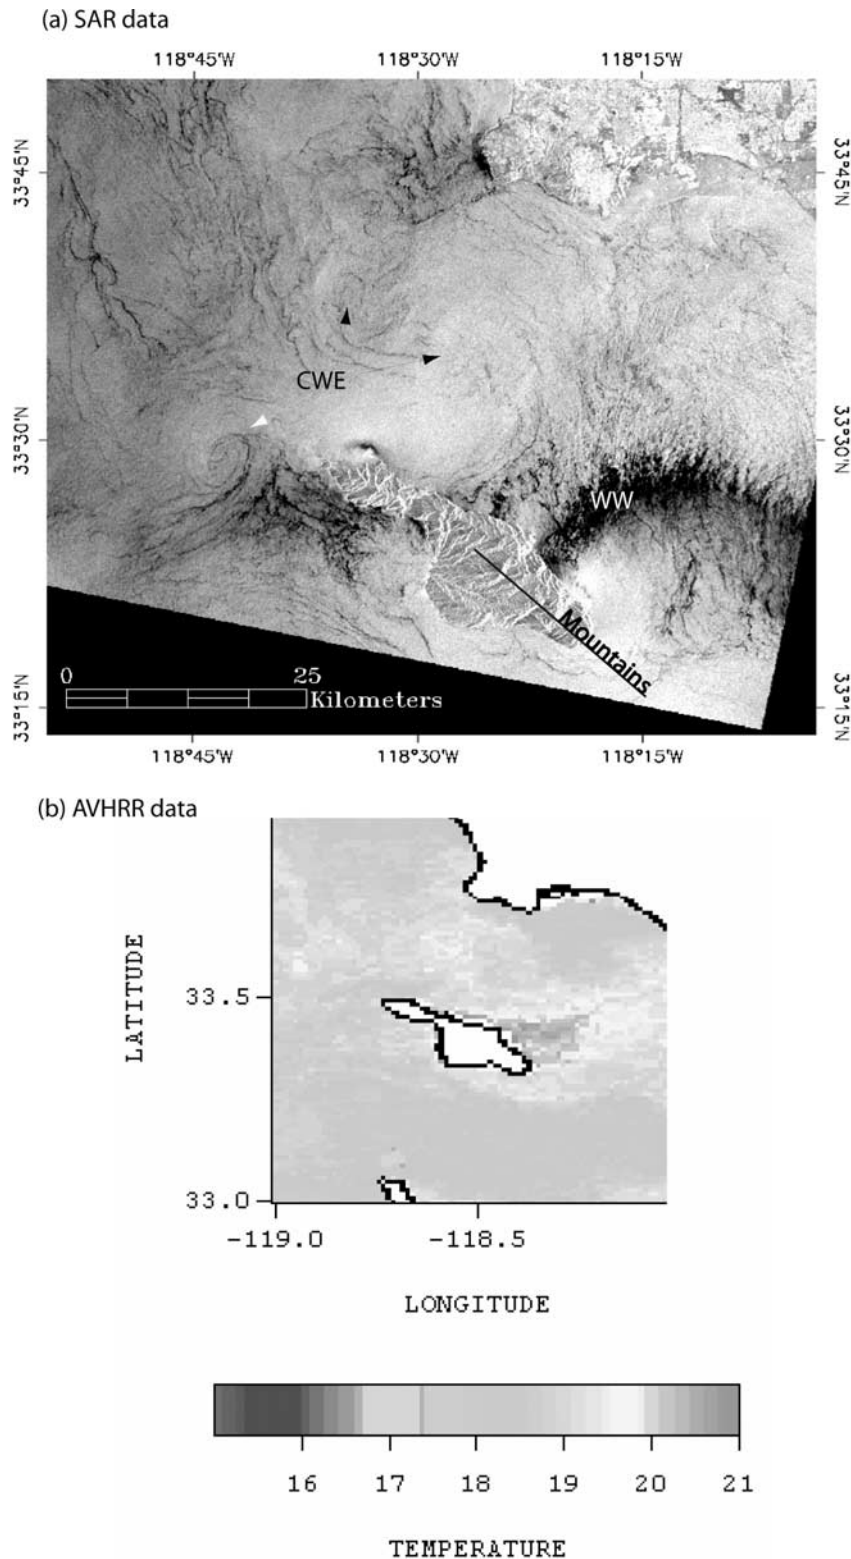 (a) SAR data
118°45'W 118°30'W 118°15'W
33°45'N 33°45'N
CWE
33°30'N 33°30'N
WW
Mountains
0 25
Kilometers
33°15'N 33°15'N
118°45'W 118°30'W 118°15'W
(b) AVHRR data
LATITUDE
33.5
33.0
-119.0 -118.5
LONGITUDE
16 17 18 19 20 21
TEMPERATURE